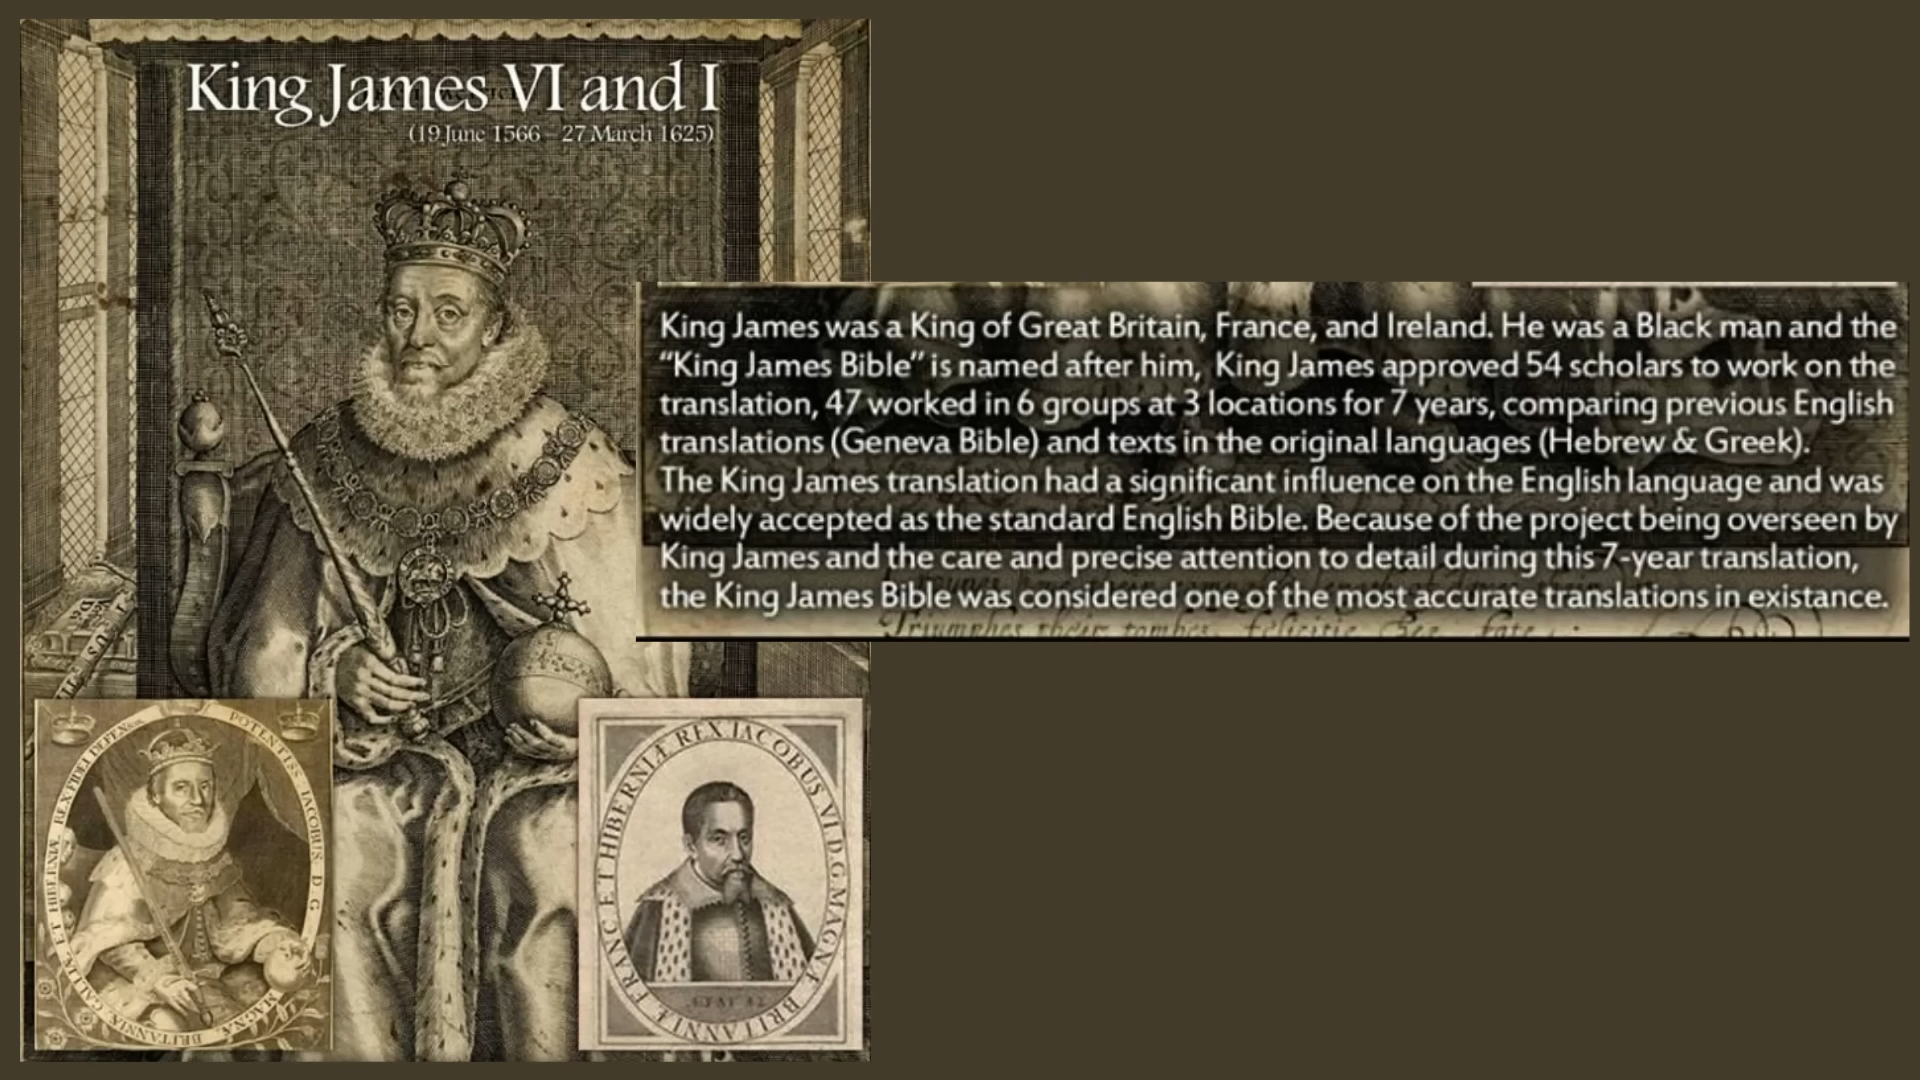 King James VI and I
(19 June 1566 – 27 March 1625)
King James was a King of Great Britain, France, and Ireland. He was a Black man and the
“King James Bible” is named after him, King James approved 54 scholars to work on the
translation, 47 worked in 6 groups at 3 locations for 7 years, comparing previous English
translations (Geneva Bible) and texts in the original languages (Hebrew & Greek).
The King James translation had a significant influence on the English language and was
widely accepted as the standard English Bible. Because of the project being overseen by
King James and the care and precise attention to detail during this 7-year translation,
the King James Bible was considered one of the most accurate translations in existance.
Triumphes their tombes, felicitie
POTENTISS IACOBUS D G MAGNÆ BRITANNIÆ GALLIÆ ET HIBERNIÆ REX FIDEI DEFENSOR
IACOBUS VI D.G MAGNÆ BRITANNIÆ FRANC ET HIBERNIÆ REX